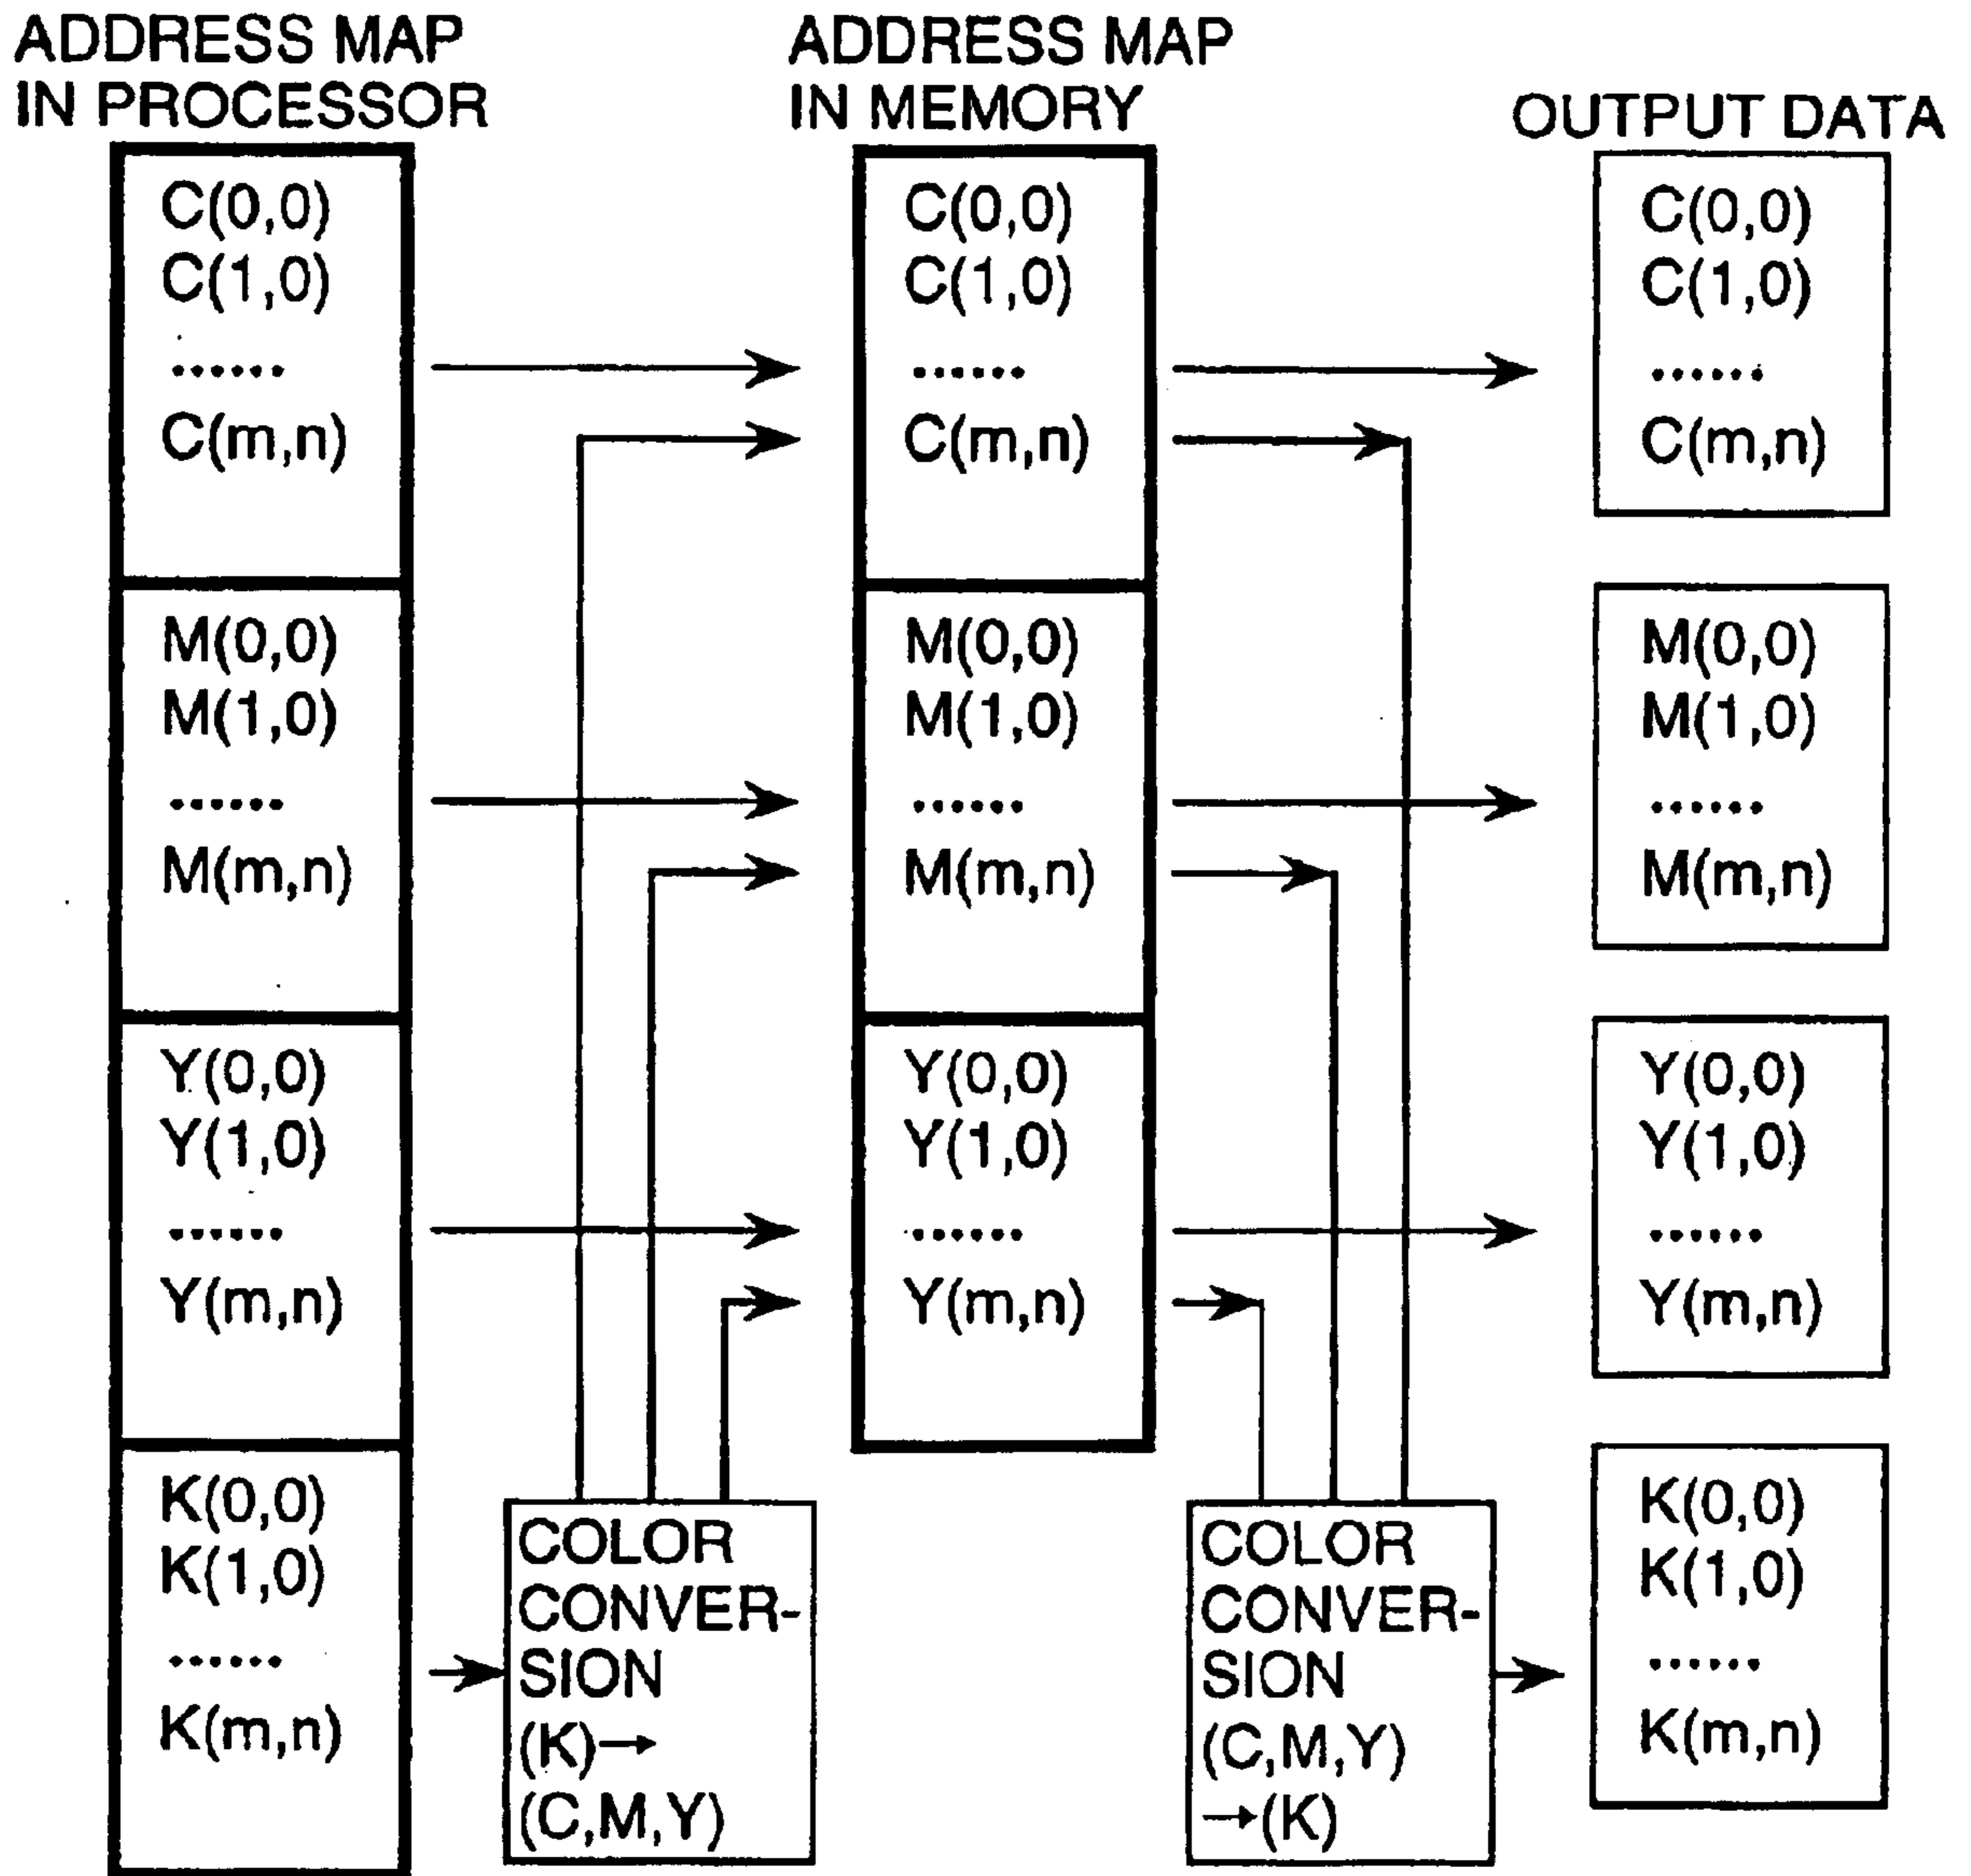 ADDRESS MAP
IN PROCESSOR
C(0,0)
C(1,0)
......
C(m,n)
M(0,0)
M(1,0)
......
M(m,n)
Y(0,0)
Y(1,0)
......
Y(m,n)
K(0,0)
K(1,0)
......
K(m,n)
COLOR
CONVER-
SION
(K)→
(C,M,Y)
ADDRESS MAP
IN MEMORY
C(0,0)
C(1,0)
......
C(m,n)
M(0,0)
M(1,0)
......
M(m,n)
Y(0,0)
Y(1,0)
......
Y(m,n)
COLOR
CONVER-
SION
(C,M,Y)
→(K)
OUTPUT DATA
C(0,0)
C(1,0)
......
C(m,n)
M(0,0)
M(1,0)
......
M(m,n)
Y(0,0)
Y(1,0)
......
Y(m,n)
K(0,0)
K(1,0)
......
K(m,n)